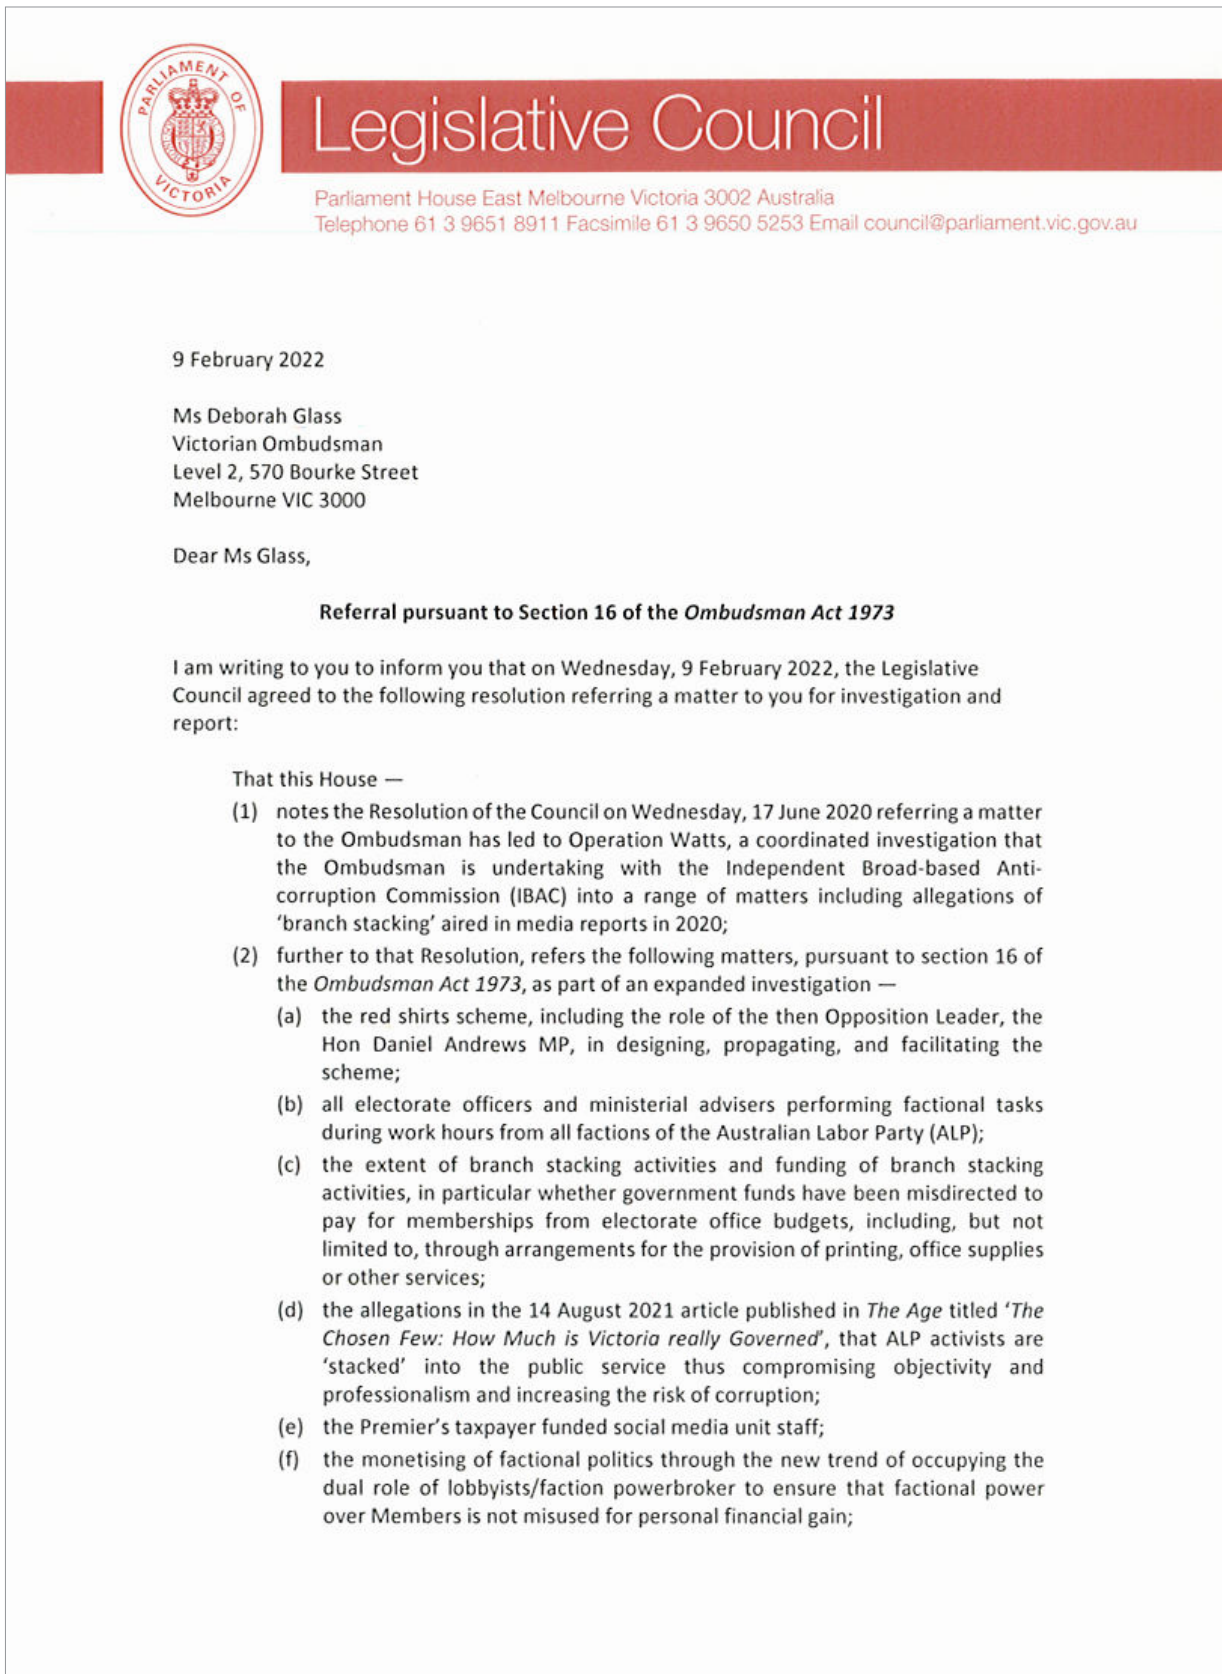 PARLIAMENT OF
VICTORIA
Legislative Council
Parliament House East Melbourne Victoria 3002 Australia
Telephone 61 3 9651 8911 Facsimile 61 3 9650 5253 Email council@parliament.vic.gov.au
9 February 2022
Ms Deborah Glass
Victorian Ombudsman
Level 2, 570 Bourke Street
Melbourne VIC 3000
Dear Ms Glass,
Referral pursuant to Section 16 of the Ombudsman Act 1973
I am writing to you to inform you that on Wednesday, 9 February 2022, the Legislative
Council agreed to the following resolution referring a matter to you for investigation and
report:
That this House —
(1) notes the Resolution of the Council on Wednesday, 17 June 2020 referring a matter
to the Ombudsman has led to Operation Watts, a coordinated investigation that
the Ombudsman is undertaking with the Independent Broad-based Anti-
corruption Commission (IBAC) into a range of matters including allegations of
‘branch stacking’ aired in media reports in 2020;
(2) further to that Resolution, refers the following matters, pursuant to section 16 of
the Ombudsman Act 1973, as part of an expanded investigation —
(a) the red shirts scheme, including the role of the then Opposition Leader, the
Hon Daniel Andrews MP, in designing, propagating, and facilitating the
scheme;
(b) all electorate officers and ministerial advisers performing factional tasks
during work hours from all factions of the Australian Labor Party (ALP);
(c) the extent of branch stacking activities and funding of branch stacking
activities, in particular whether government funds have been misdirected to
pay for memberships from electorate office budgets, including, but not
limited to, through arrangements for the provision of printing, office supplies
or other services;
(d) the allegations in the 14 August 2021 article published in The Age titled ‘The
Chosen Few: How Much is Victoria really Governed’, that ALP activists are
‘stacked’ into the public service thus compromising objectivity and
professionalism and increasing the risk of corruption;
(e) the Premier’s taxpayer funded social media unit staff;
(f) the monetising of factional politics through the new trend of occupying the
dual role of lobbyists/faction powerbroker to ensure that factional power
over Members is not misused for personal financial gain;